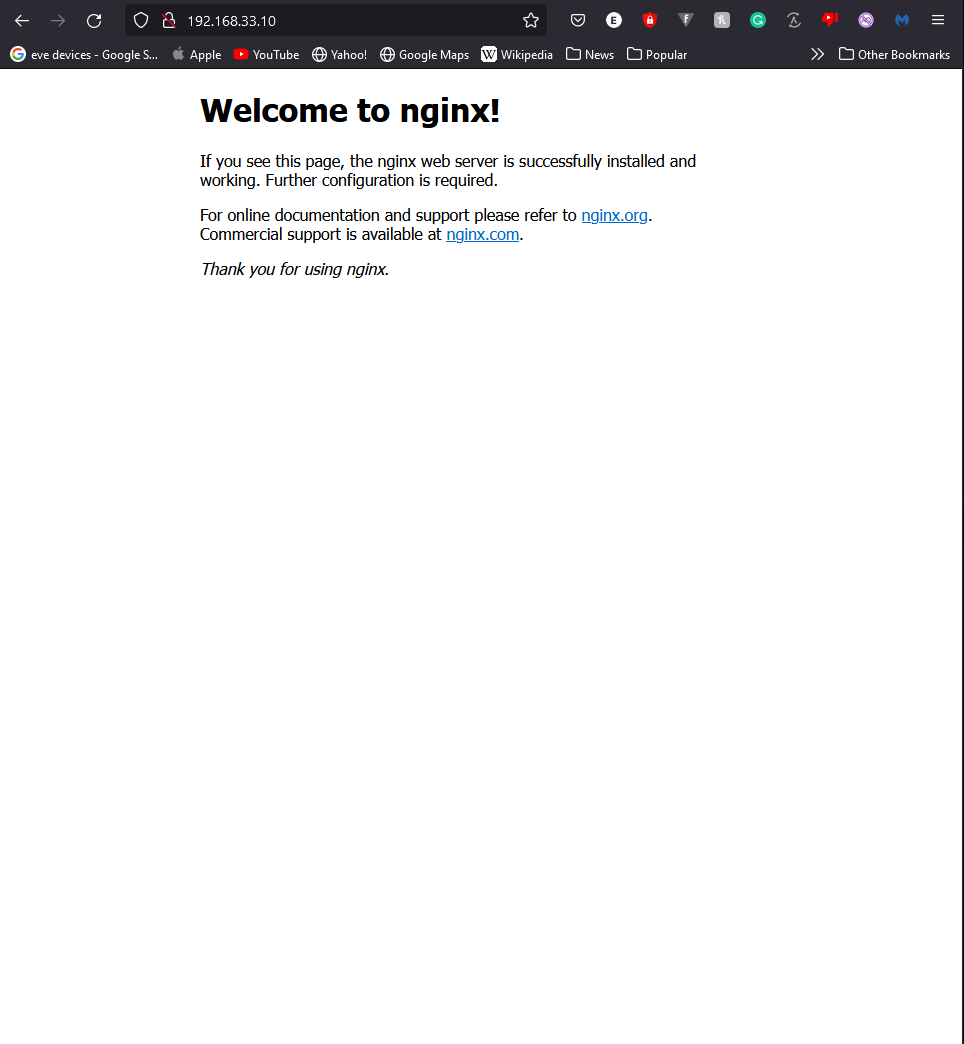 192.168.33.10
eve devices - Google S... Apple YouTube Yahoo! Google Maps Wikipedia News Popular Other Bookmarks
Welcome to nginx!
If you see this page, the nginx web server is successfully installed and
working. Further configuration is required.
For online documentation and support please refer to nginx.org.
Commercial support is available at nginx.com.
Thank you for using nginx.